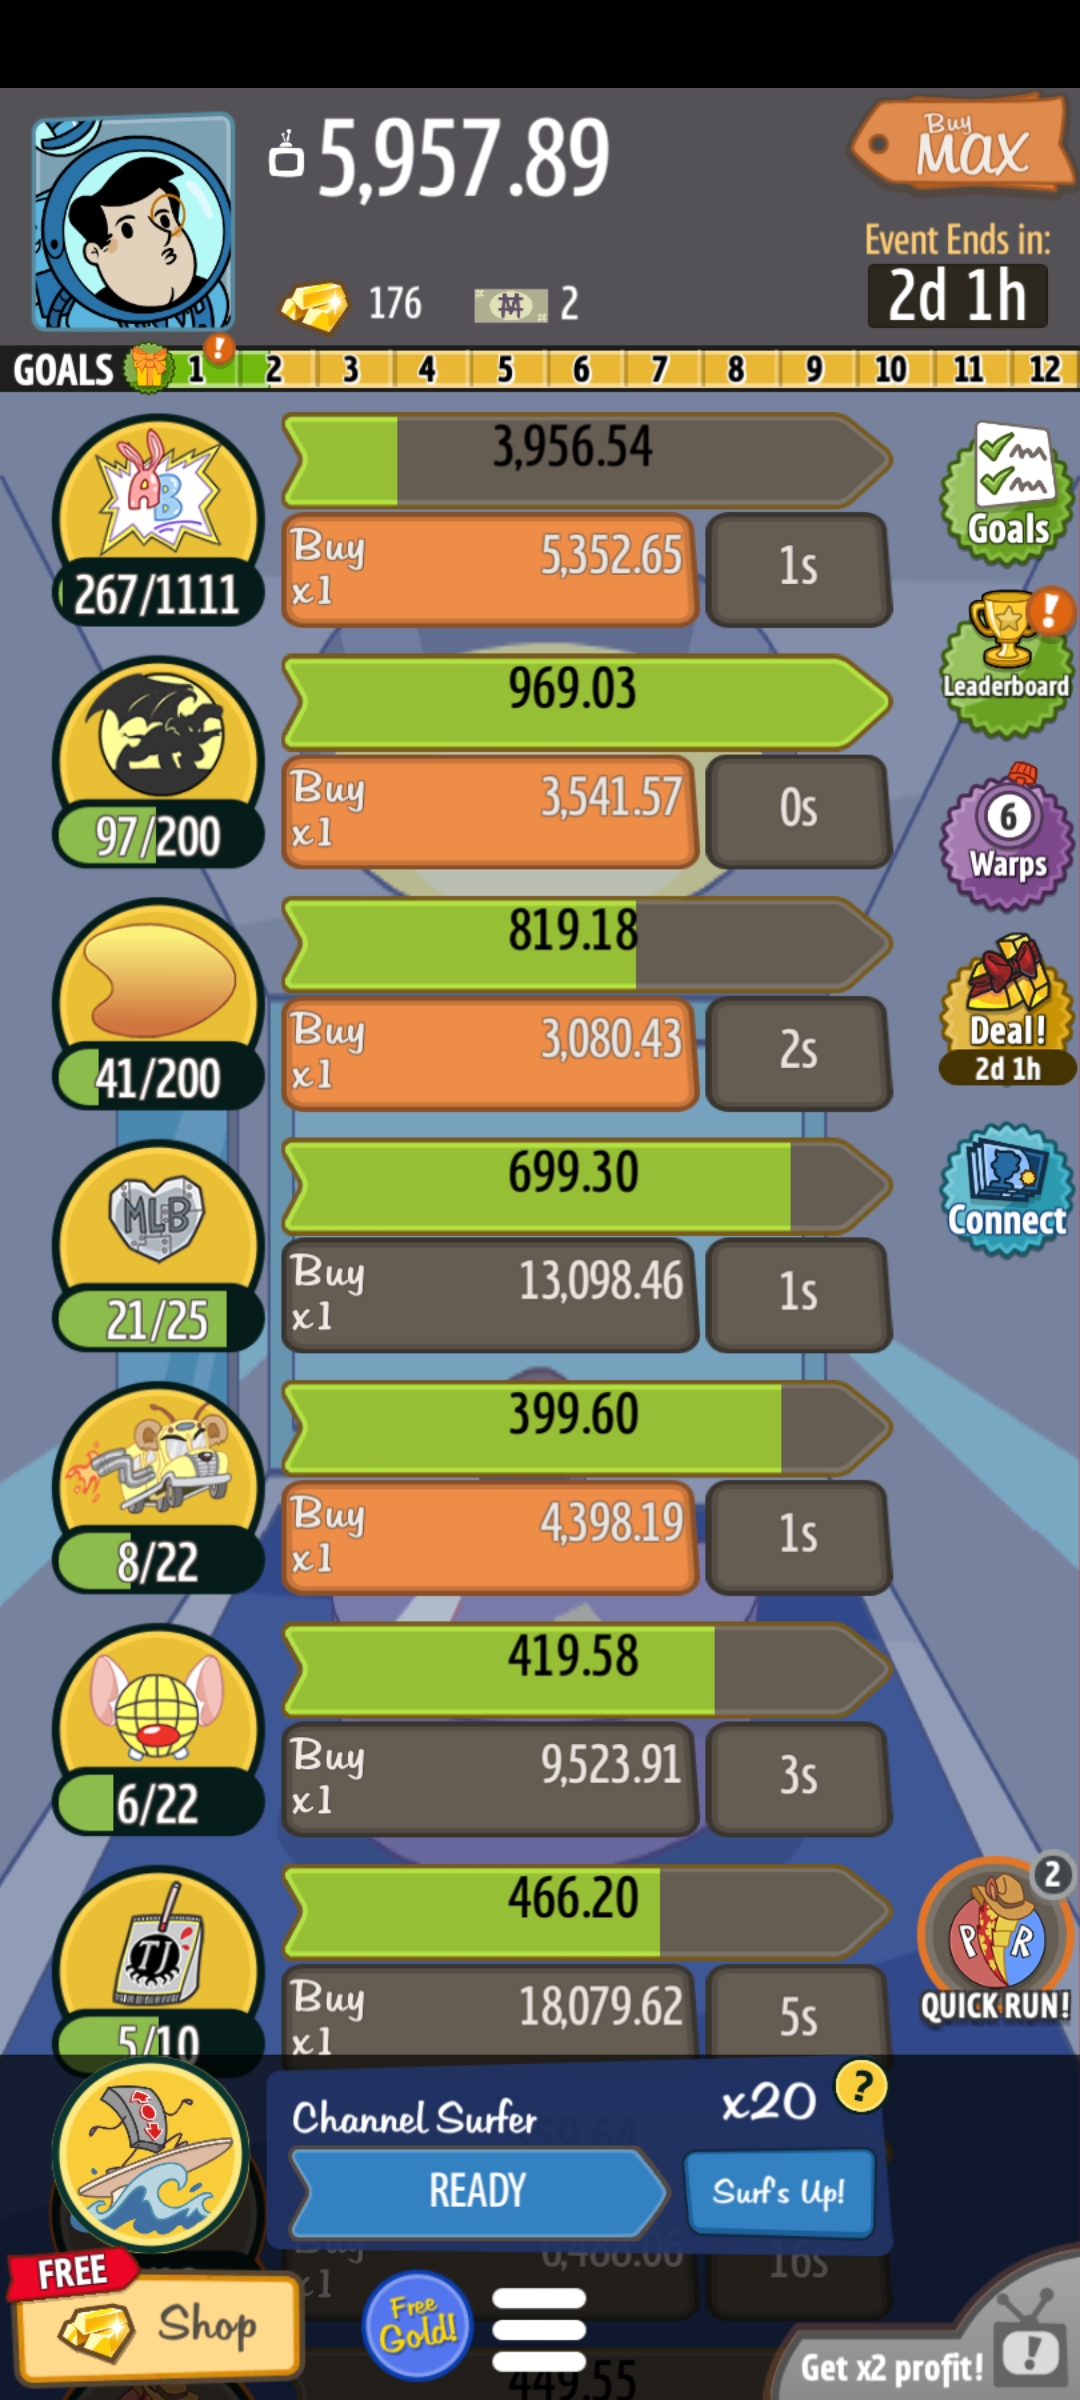 5,957.89
Buy
MAX
Event Ends in:
2d 1h
176
2
GOALS 1 ! 2 3 4 5 6 7 8 9 10 11 12
AB
267/1111
3,956.54
Buy
x1
5,352.65
1s
Goals
97/200
969.03
Buy
x1
3,541.57
0s
!
Leaderboard
41/200
819.18
Buy
x1
3,080.43
2s
6
Warps
Deal!
2d 1h
MLB
21/25
699.30
Buy
x1
13,098.46
1s
Connect
8/22
399.60
Buy
x1
4,398.19
1s
6/22
419.58
Buy
x1
9,523.91
3s
TJ
5/10
466.20
Buy
x1
18,079.62
5s
2
P R
QUICK RUN!
Channel Surfer
x20
?
READY
Surf's Up!
Buy
x1
6,488.06
16s
FREE
Shop
Free
Gold!
449.55
Get x2 profit!
!